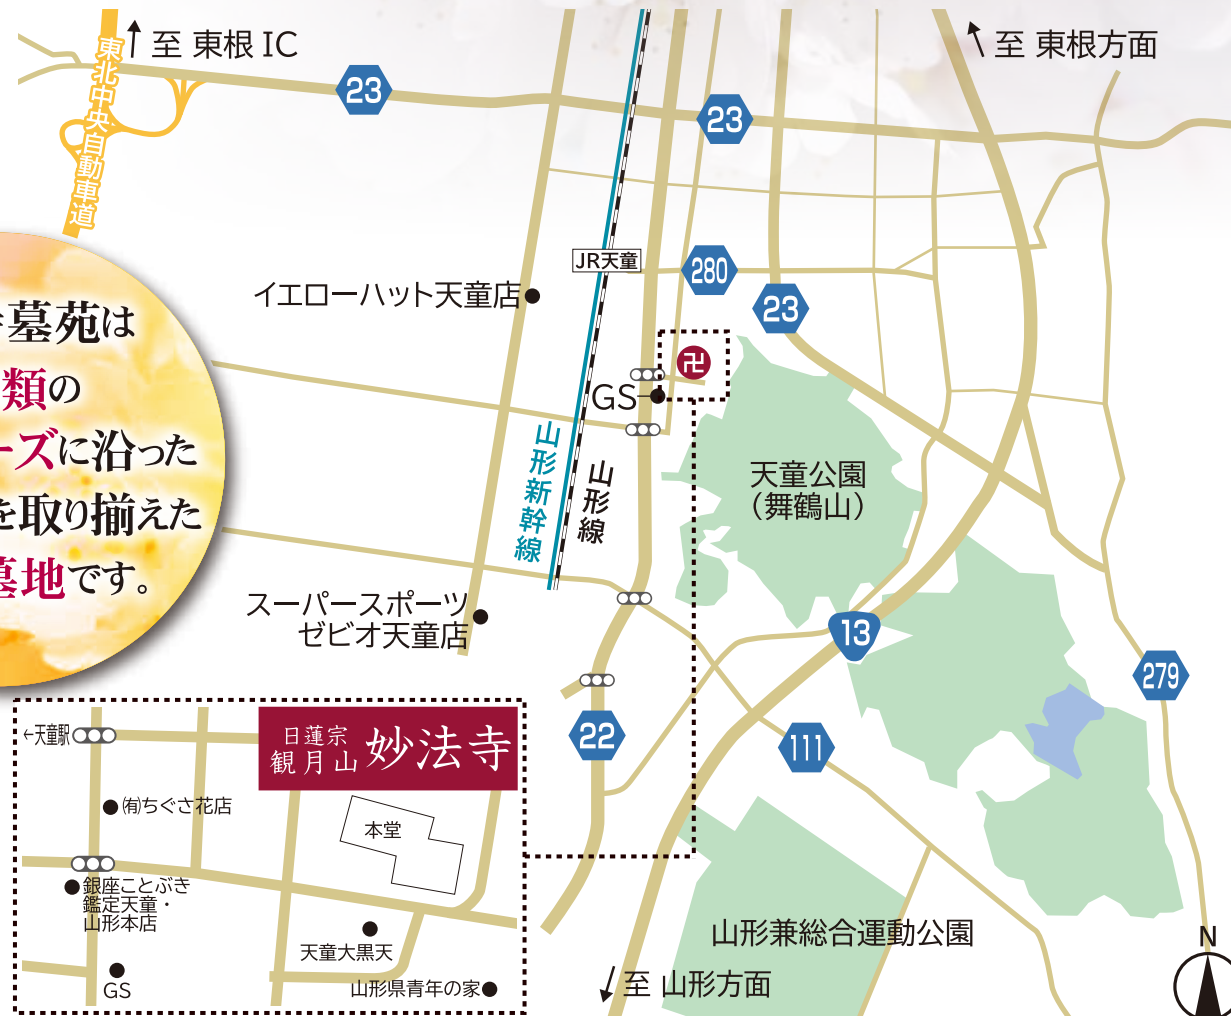 至 東根 IC
至 東根方面
東北中央自動車道
23
23
JR天童
280
イエローハット天童店
23
墓苑は
類の
ーズに沿った
を取り揃えた
墓地です。
卍
GS
山形新幹線
山形線
天童公園
(舞鶴山)
スーパースポーツ
ゼビオ天童店
13
279
22
111
←天童駅
日蓮宗
観月山
妙法寺
㈲ちぐさ花店
本堂
銀座ことぶき
鑑定天童・
山形本店
天童大黒天
GS
山形県青年の家
山形兼総合運動公園
至 山形方面
N